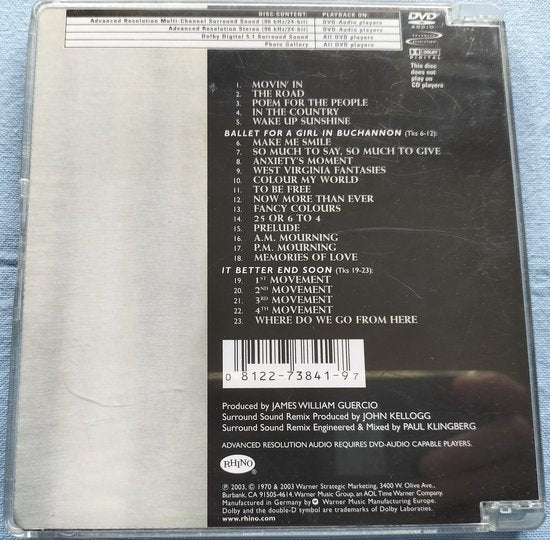 DISC CONTENT: PLAYBACK ON:
Advanced Resolution Multi-Channel Surround Sound (96 kHz/24-bit) DVD-Audio players
Advanced Resolution Stereo (96 kHz/24-bit) DVD-Audio players
Dolby Digital 5.1 Surround Sound All DVD players
Photo Gallery All DVD players
DVD
AUDIO
ADVANCED
RESOLUTION
DOLBY
DIGITAL
This disc
does not
play on
CD players
1. MOVIN' IN
2. THE ROAD
3. POEM FOR THE PEOPLE
4. IN THE COUNTRY
5. WAKE UP SUNSHINE
BALLET FOR A GIRL IN BUCHANNON (Tks 6-12):
6. MAKE ME SMILE
7. SO MUCH TO SAY, SO MUCH TO GIVE
8. ANXIETY'S MOMENT
9. WEST VIRGINIA FANTASIES
10. COLOUR MY WORLD
11. TO BE FREE
12. NOW MORE THAN EVER
13. FANCY COLOURS
14. 25 OR 6 TO 4
15. PRELUDE
16. A.M. MOURNING
17. P.M. MOURNING
18. MEMORIES OF LOVE
IT BETTER END SOON (Tks 19-23):
19. 1ST MOVEMENT
20. 2ND MOVEMENT
21. 3RD MOVEMENT
22. 4TH MOVEMENT
23. WHERE DO WE GO FROM HERE
0 81227-73841-9 7
Produced by JAMES WILLIAM GUERCIO
Surround Sound Remix Produced by JOHN KELLOGG
Surround Sound Remix Engineered & Mixed by PAUL KLINGBERG
ADVANCED RESOLUTION AUDIO REQUIRES DVD-AUDIO CAPABLE PLAYERS.
RHINO
℗ 2003, © 1970 & 2003 Warner Strategic Marketing, 3400 W. Olive Ave.,
Burbank, CA 91505-4614. Warner Music Group, an AOL Time Warner Company.
Manufactured in Germany by Warner Music Manufacturing Europe.
Dolby and the double-D symbol are trademarks of Dolby Laboraties.
www.rhino.com